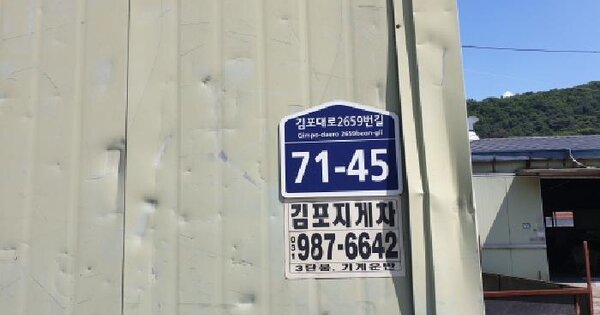 김포대로2659번길
Gimpo-daero 2659beon-gil
71-45
김포지게차
031 987-6642
3단물, 기계운반